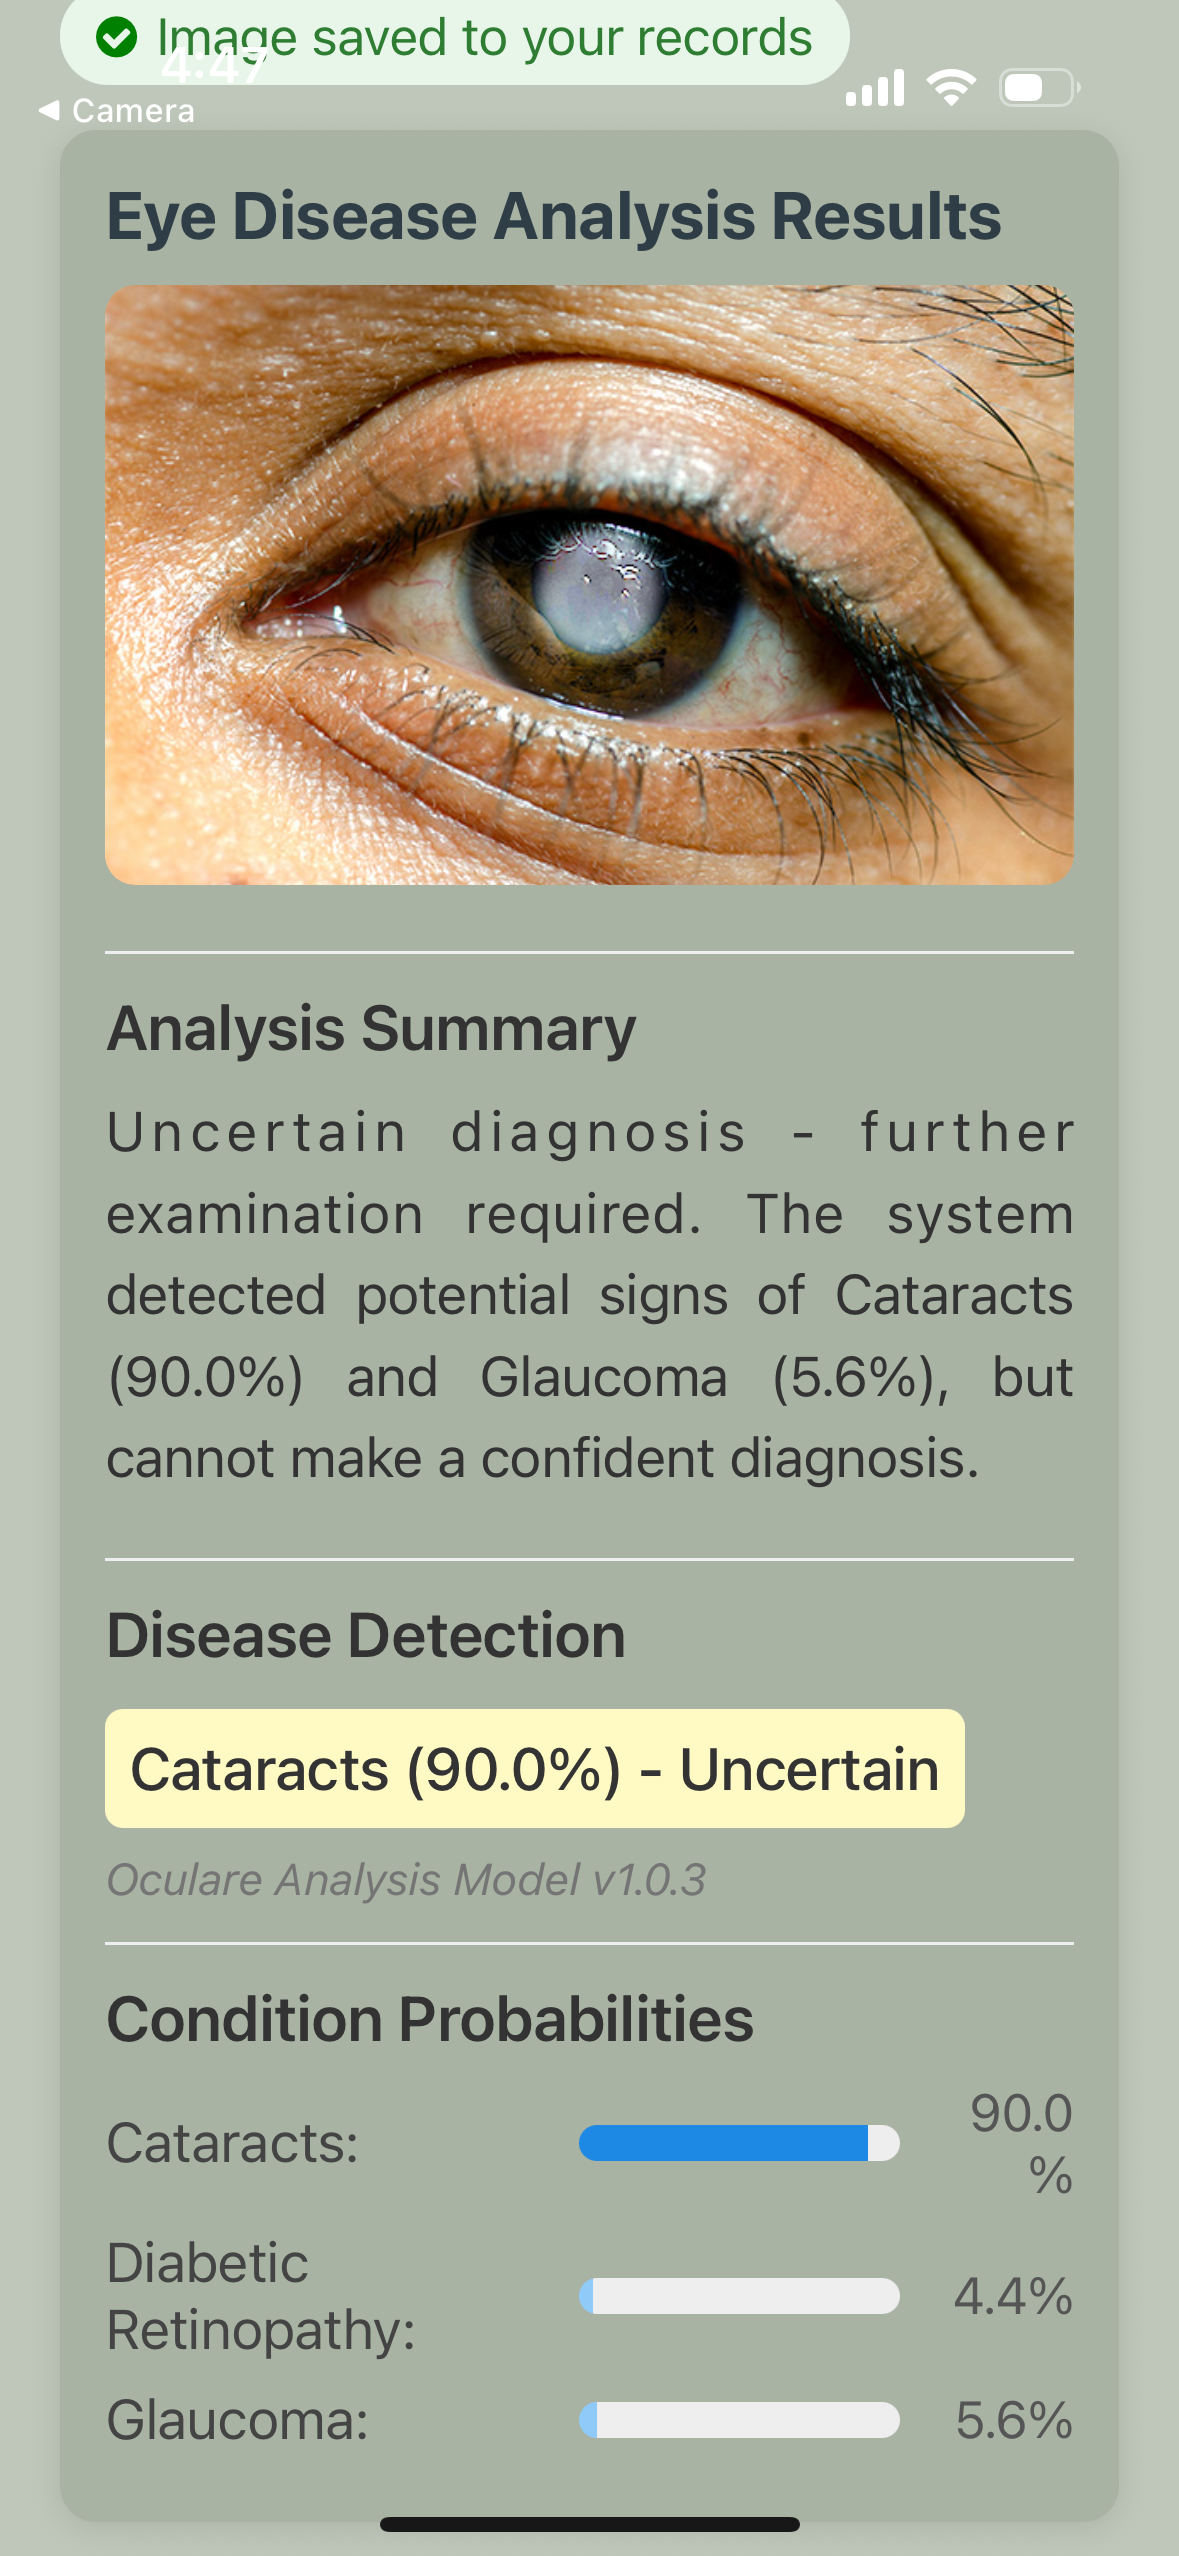 Image saved to your records
4:47
Camera
Eye Disease Analysis Results
Analysis Summary
Uncertain diagnosis - further
examination required. The system
detected potential signs of Cataracts
(90.0%) and Glaucoma (5.6%), but
cannot make a confident diagnosis.
Disease Detection
Cataracts (90.0%) - Uncertain
Oculare Analysis Model v1.0.3
Condition Probabilities
Cataracts:
90.0
%
Diabetic
Retinopathy:
4.4%
Glaucoma:
5.6%